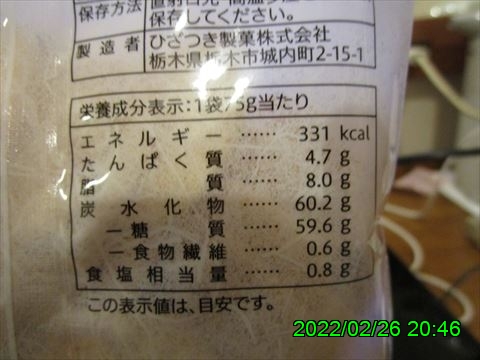 保存方法
保存してください。
製造者 ひざつき製菓株式会社
栃木県栃木市城内町2-15-1
栄養成分表示:1袋75g当たり
エネルギー …… 331 kcal
たんぱく質 …… 4.7 g
脂質 …… 8.0 g
炭水化物 …… 60.2 g
ー糖質 …… 59.6 g
ー食物繊維 …… 0.6 g
食塩相当量 …… 0.8 g
この表示値は、目安です。
2022/02/26 20:46